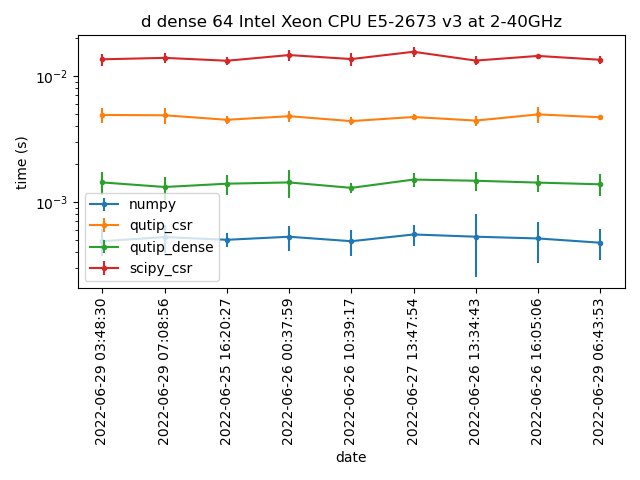 d dense 64 Intel Xeon CPU E5-2673 v3 at 2-40GHz
time (s)
10⁻²
10⁻³
numpy
qutip_csr
qutip_dense
scipy_csr
2022-06-29 03:48:30
2022-06-29 07:08:56
2022-06-25 16:20:27
2022-06-26 00:37:59
2022-06-26 10:39:17
2022-06-27 13:47:54
2022-06-26 13:34:43
2022-06-26 16:05:06
2022-06-29 06:43:53
date